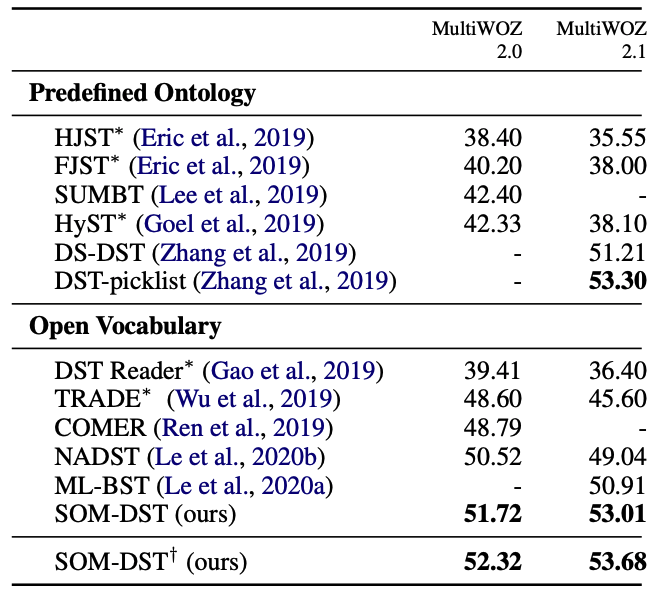 MultiWOZ 2.0 MultiWOZ 2.1
Predefined Ontology
HJST* (Eric et al., 2019) 38.40 35.55
FJST* (Eric et al., 2019) 40.20 38.00
SUMBT (Lee et al., 2019) 42.40 -
HyST* (Goel et al., 2019) 42.33 38.10
DS-DST (Zhang et al., 2019) - 51.21
DST-picklist (Zhang et al., 2019) - 53.30
Open Vocabulary
DST Reader* (Gao et al., 2019) 39.41 36.40
TRADE* (Wu et al., 2019) 48.60 45.60
COMER (Ren et al., 2019) 48.79 -
NADST (Le et al., 2020b) 50.52 49.04
ML-BST (Le et al., 2020a) - 50.91
SOM-DST (ours) 51.72 53.01
SOM-DST† (ours) 52.32 53.68